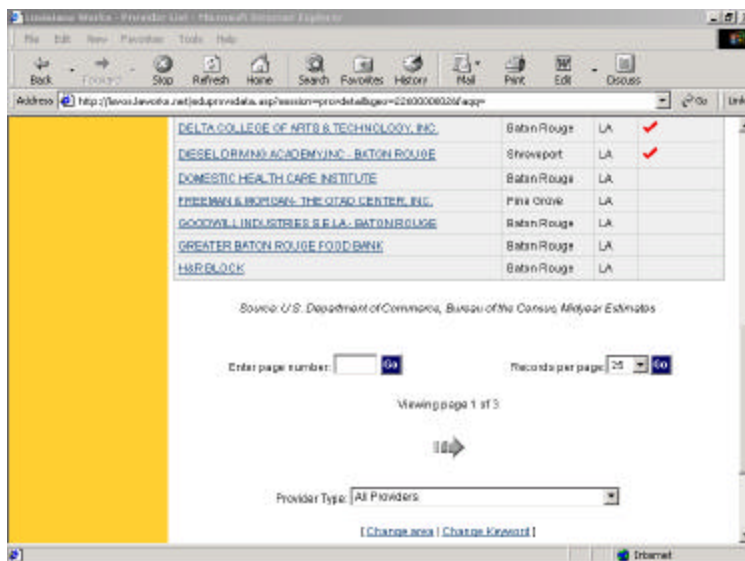 Louisiana Works - Provider List - Microsoft Internet Explorer
File Edit View Favorites Tools Help
Back Forward Stop Refresh Home Search Favorites History Mail Print Edit Discuss
Address Go Link
DELTA COLLEGE OF ARTS & TECHNOLOGY, INC. Baton Rouge LA
DIESEL DRIVING ACADEMY,INC - BATON ROUGE Shreveport LA
DOMESTIC HEALTH CARE INSTITUTE Baton Rouge LA
FREEMAN & MORGAN- THE OTAD CENTER, INC. Pine Grove LA
GOODWILL INDUSTRIES S.E.LA - BATON ROUGE Baton Rouge LA
GREATER BATON ROUGE FOOD BANK Baton Rouge LA
H&R BLOCK Baton Rouge LA
Source: U.S. Department of Commerce, Bureau of the Census, Midyear Estimates
Enter page number: Go Records per page: 25 Go
Viewing page 1 of 3
Provider Type: All Providers
[ Change area | Change Keyword ]
Internet